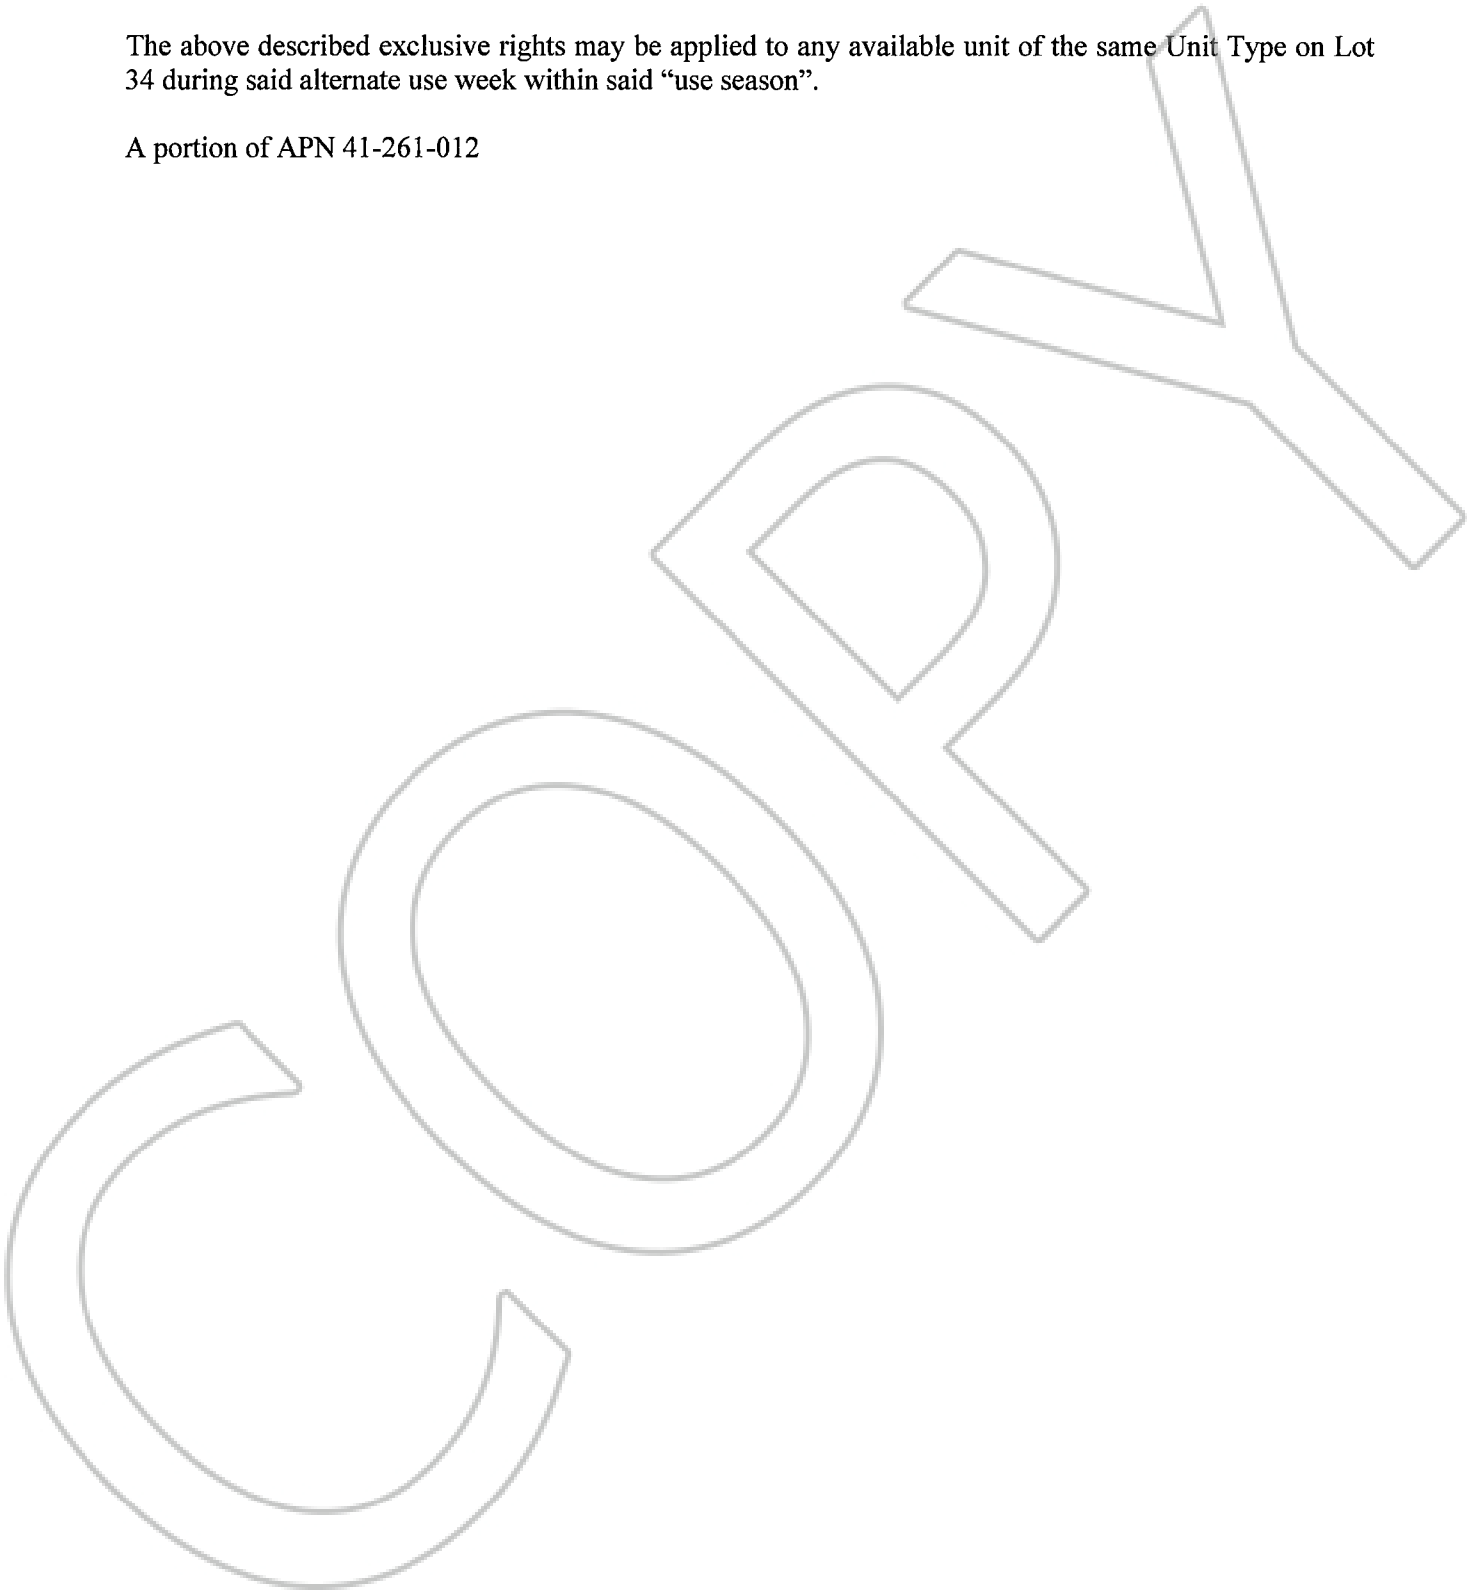 The above described exclusive rights may be applied to any available unit of the same Unit Type on Lot
34 during said alternate use week within said “use season”.
A portion of APN 41-261-012
COPY